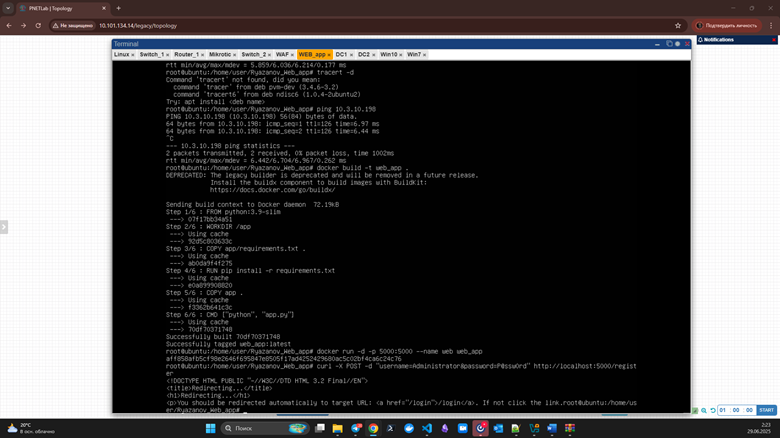 PNETLab | Topology
Не защищено
10.101.134.14/legacy/topology
Подтвердить личность
Notifications
Terminal
Linux
Switch_1
Router_1
Mikrotic
Switch_2
WAF
WEB_app
DC1
DC2
Win10
Win7
rtt min/avg/max/mdev = 5.859/6.036/6.214/0.177 ms
root@ubuntu:/home/user/Ryazanov_Web_app# tracert -d
Command 'tracert' not found, did you mean:
command 'tracer' from deb pvm-dev (3.4.6-3.2)
command 'tracert6' from deb ndisc6 (1.0.4-2ubuntu2)
Try: apt install <deb name>
root@ubuntu:/home/user/Ryazanov_Web_app# ping 10.3.10.198
PING 10.3.10.198 (10.3.10.198) 56(84) bytes of data.
64 bytes from 10.3.10.198: icmp_seq=1 ttl=126 time=6.97 ms
64 bytes from 10.3.10.198: icmp_seq=2 ttl=126 time=6.44 ms
^C
--- 10.3.10.198 ping statistics ---
2 packets transmitted, 2 received, 0% packet loss, time 1002ms
rtt min/avg/max/mdev = 6.442/6.704/6.967/0.262 ms
root@ubuntu:/home/user/Ryazanov_Web_app# docker build -t web_app .
DEPRECATED: The legacy builder is deprecated and will be removed in a future release.
Install the buildx component to build images with BuildKit:
https://docs.docker.com/go/buildx/
Sending build context to Docker daemon 72.19kB
Step 1/6 : FROM python:3.9-slim
---> 07f17bb34a51
Step 2/6 : WORKDIR /app
---> Using cache
---> 92d5c803633c
Step 3/6 : COPY app/requirements.txt .
---> Using cache
---> ab0da9f4f275
Step 4/6 : RUN pip install -r requirements.txt
---> Using cache
---> e0a899908820
Step 5/6 : COPY app .
---> Using cache
---> f3362b641c3c
Step 6/6 : CMD ["python", "app.py"]
---> Using cache
---> 70df70371748
Successfully built 70df70371748
Successfully tagged web_app:latest
root@ubuntu:/home/user/Ryazanov_Web_app# docker run -d -p 5000:5000 --name web web_app
root@ubuntu:/home/user/Ryazanov_Web_app# curl -X POST -d "username=Administrator&password=P@ssw0rd" http://localhost:5000/regist
er
<!DOCTYPE HTML PUBLIC "-//W3C//DTD HTML 3.2 Final//EN">
<title>Redirecting...</title>
<h1>Redirecting...</h1>
<p>You should be redirected automatically to target URL: <a href="/login">/login</a>. If not click the link.root@ubuntu:/home/us
er/Ryazanov_Web_app#
01 : 00 : 00
START
20°C
В осн. облачно
Поиск
2:23
29.06.2025